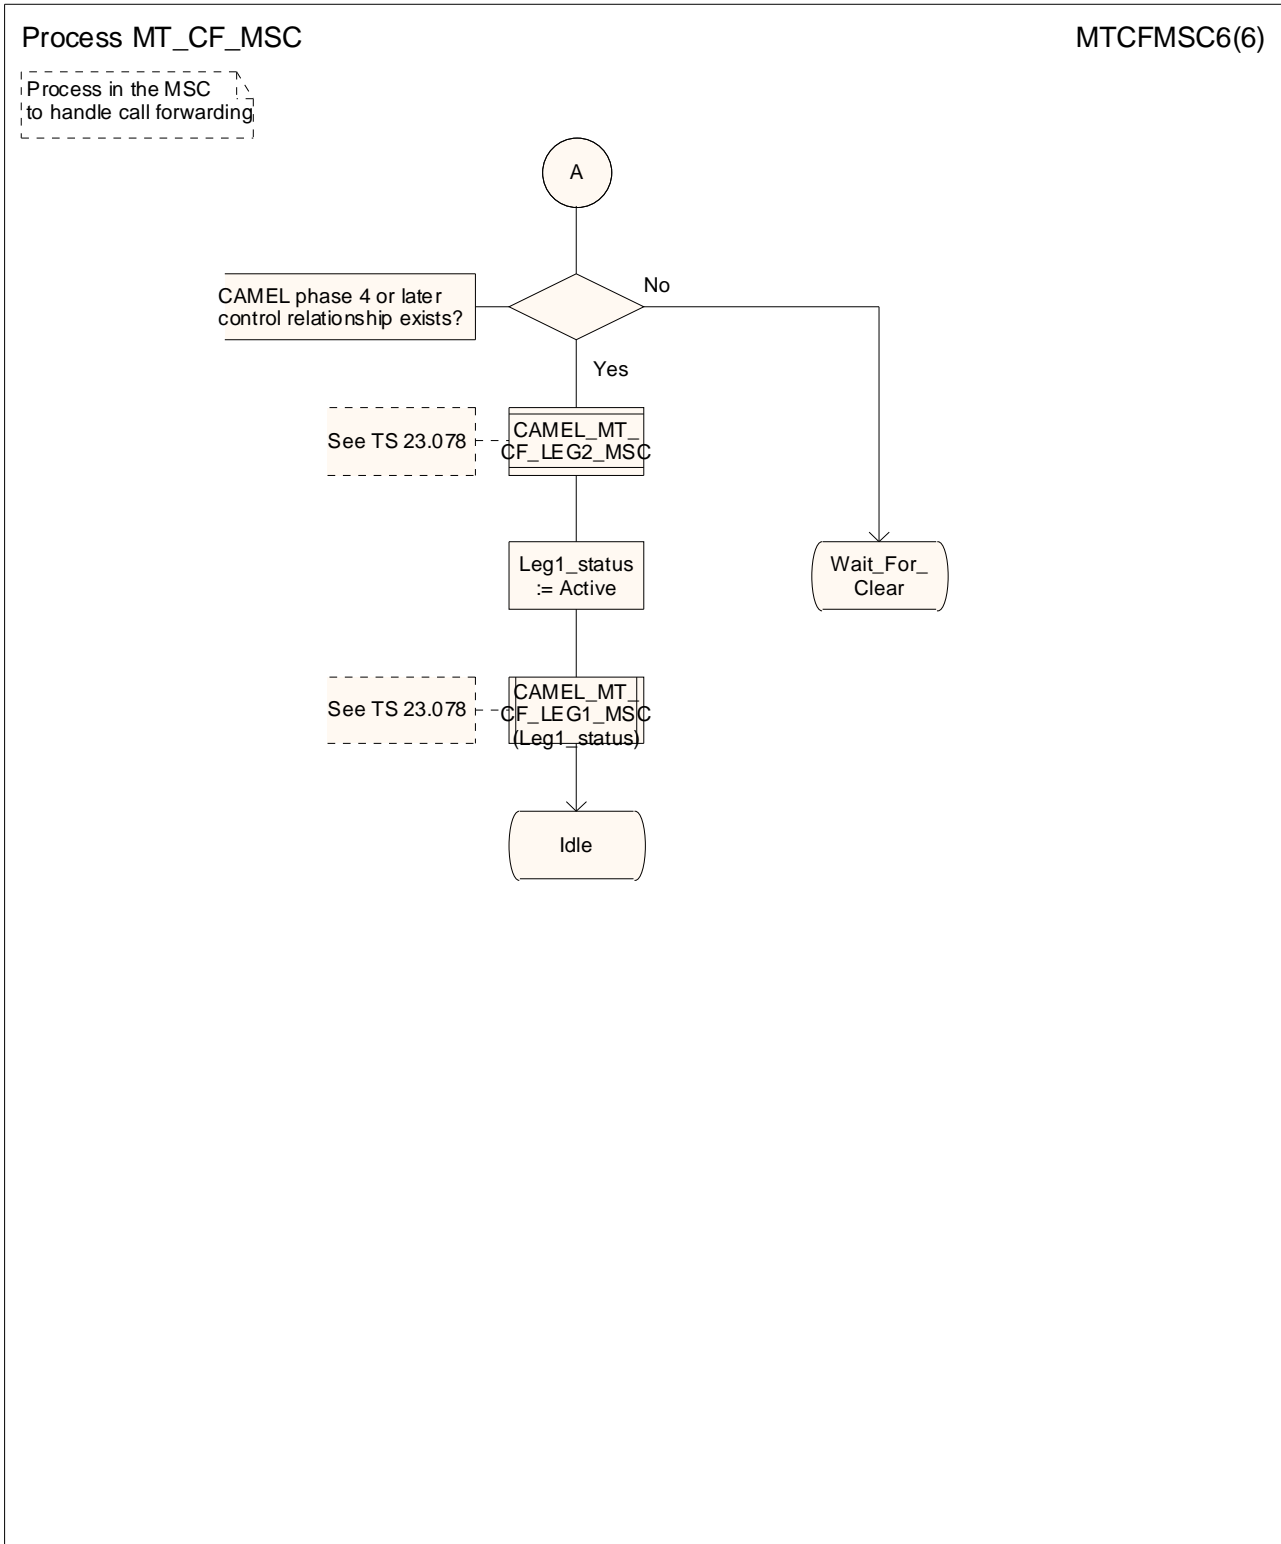 Process MT_CF_MSC
MTCFMSC6(6)
Process in the MSC
to handle call forwarding
A
CAMEL phase 4 or later
control relationship exists?
No
Yes
See TS 23.078
CAMEL_MT_
CF_LEG2_MSC
Leg1_status
:= Active
Wait_For_
Clear
See TS 23.078
CAMEL_MT_
CF_LEG1_MSC
(Leg1_status)
Idle